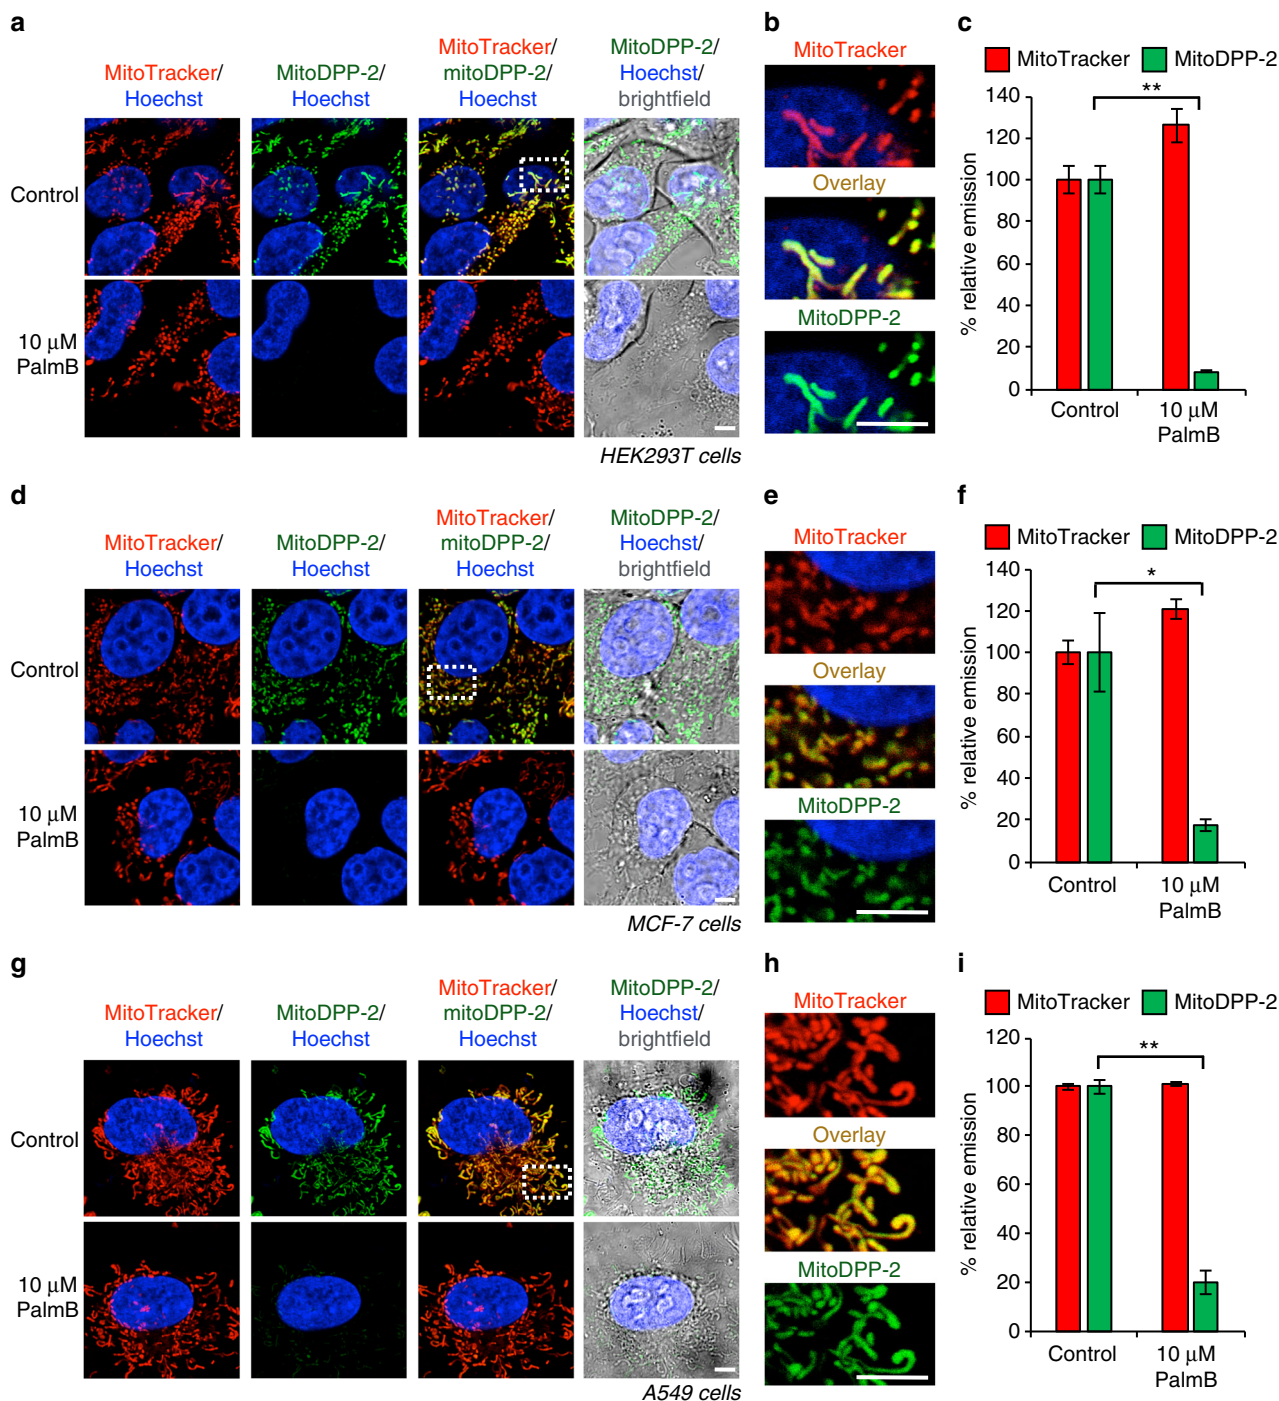 a
MitoTracker/
Hoechst
MitoDPP-2/
Hoechst
MitoTracker/
mitoDPP-2/
Hoechst
MitoDPP-2/
Hoechst/
brightfield
Control
10 µM
PalmB
HEK293T cells
b
MitoTracker
Overlay
MitoDPP-2
c
MitoTracker
MitoDPP-2
% relative emission
140
120
100
80
60
40
20
0
**
Control
10 µM
PalmB
d
MitoTracker/
Hoechst
MitoDPP-2/
Hoechst
MitoTracker/
mitoDPP-2/
Hoechst
MitoDPP-2/
Hoechst/
brightfield
Control
10 µM
PalmB
MCF-7 cells
e
MitoTracker
Overlay
MitoDPP-2
f
MitoTracker
MitoDPP-2
% relative emission
140
120
100
80
60
40
20
0
*
Control
10 µM
PalmB
g
MitoTracker/
Hoechst
MitoDPP-2/
Hoechst
MitoTracker/
mitoDPP-2/
Hoechst
MitoDPP-2/
Hoechst/
brightfield
Control
10 µM
PalmB
A549 cells
h
MitoTracker
Overlay
MitoDPP-2
i
MitoTracker
MitoDPP-2
% relative emission
120
100
80
60
40
20
0
**
Control
10 µM
PalmB